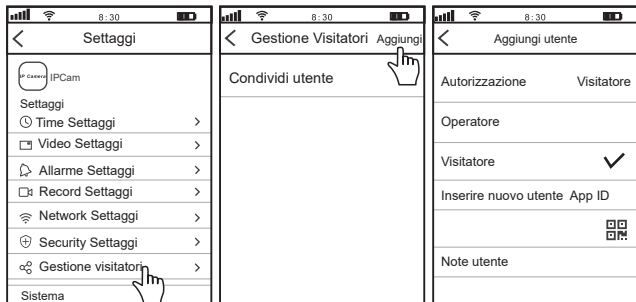 8:30
Settaggi
IP Camera
IPCam
Settaggi
Time Settaggi
Video Settaggi
Allarme Settaggi
Record Settaggi
Network Settaggi
Security Settaggi
Gestione visitatori
Sistema
8:30
Gestione Visitatori Aggiungi
Condividi utente
8:30
Aggiungi utente
Autorizzazione Visitatore
Operatore
Visitatore
Inserire nuovo utente App ID
Note utente